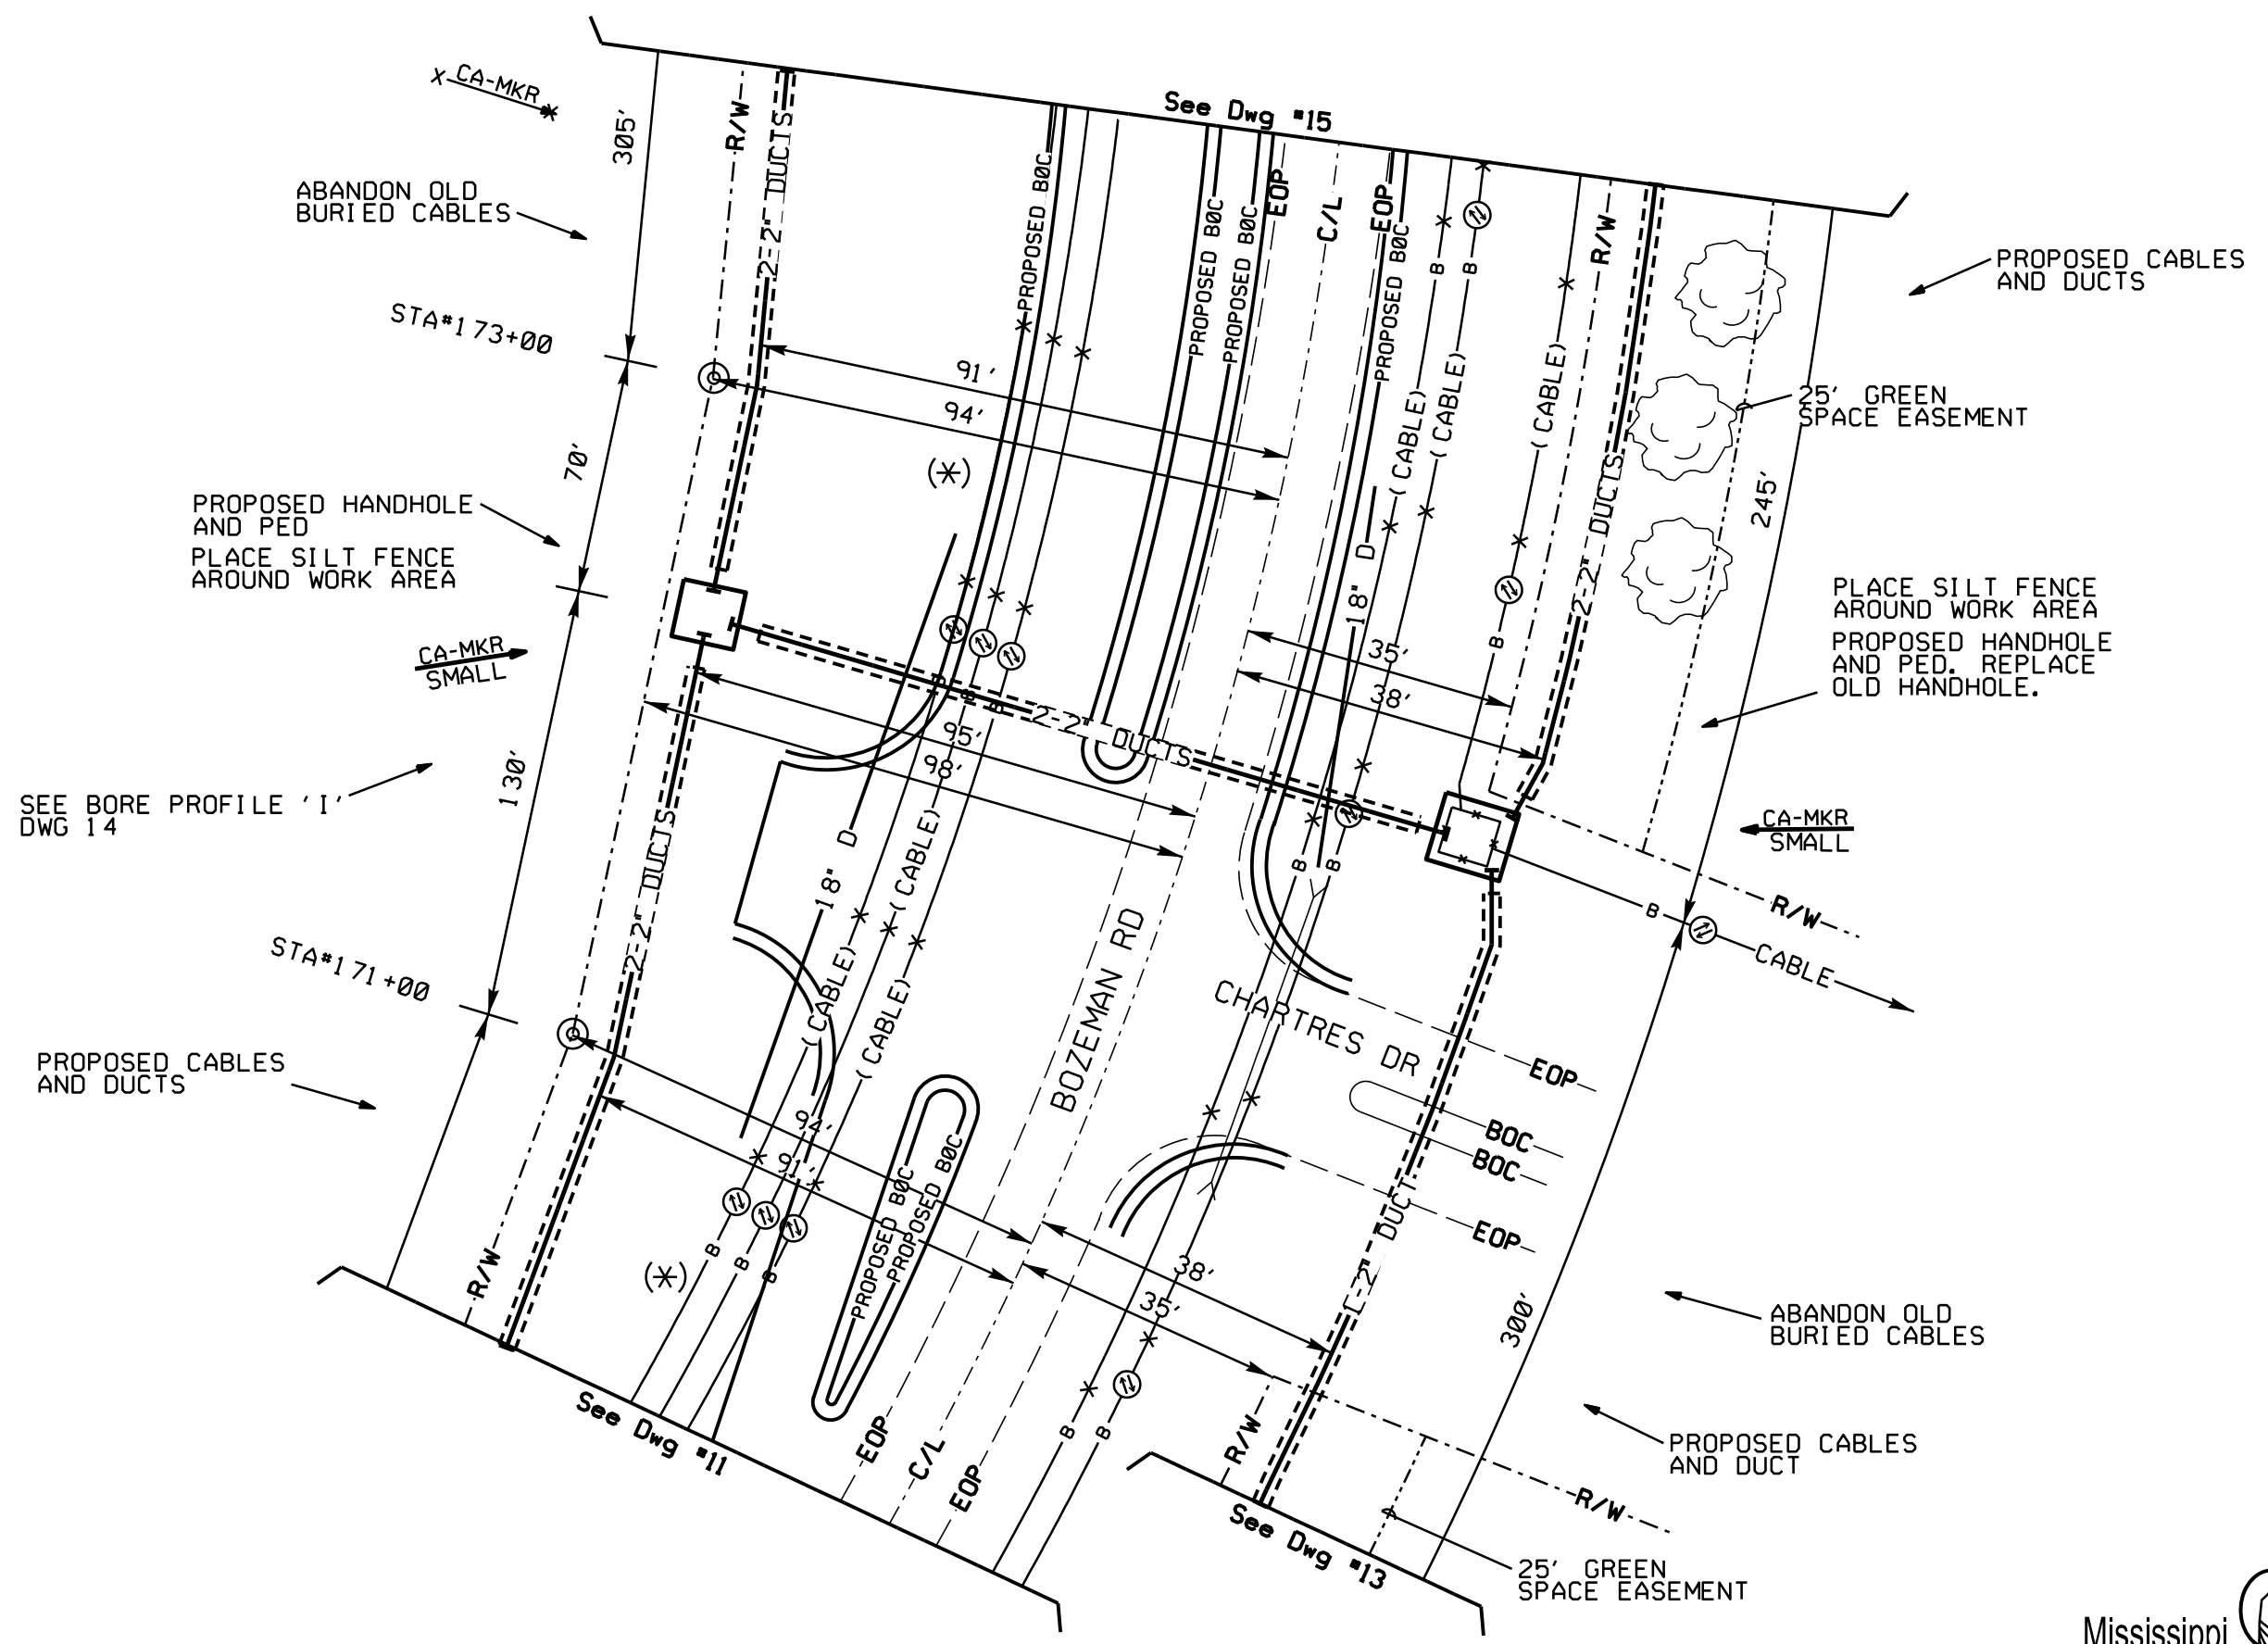 See Dwg #15
CA-MKR
305'
R/W
2-2" DUCTS
PROPOSED BOC
PROPOSED BOC
PROPOSED BOC
EOP
C/L
EOP
PROPOSED BOC
B
B
R/W
ABANDON OLD
BURIED CABLES
PROPOSED CABLES
AND DUCTS
STA#173+00
91'
94'
(CABLE)
(CABLE)
(CABLE)
25' GREEN
SPACE EASEMENT
70'
(*)
2-2" DUCTS
245'
PROPOSED HANDHOLE
AND PED
PLACE SILT FENCE
AROUND WORK AREA
18" D
B
PLACE SILT FENCE
AROUND WORK AREA
PROPOSED HANDHOLE
AND PED. REPLACE
OLD HANDHOLE.
CA-MKR
SMALL
35'
38'
B
B
B
2-2" DUCTS
95'
98'
130'
SEE BORE PROFILE 'I'
DWG 14
2-2" DUCTS
18" D
(CABLE)
(CABLE)
(CABLE)
B
B
CA-MKR
SMALL
B
R/W
CABLE
BOZEMAN RD
CHARTRES DR
STA#171+00
PROPOSED CABLES
AND DUCTS
EOP
BOC
BOC
EOP
94'
91'
PROPOSED BOC
PROPOSED BOC
1-2" DUCT
38'
35'
300'
R/W
(*)
B
B
B
ABANDON OLD
BURIED CABLES
PROPOSED CABLES
AND DUCT
See Dwg #11
EOP
C/L
EOP
B
B
R/W
R/W
See Dwg #13
25' GREEN
SPACE EASEMENT
Mississippi